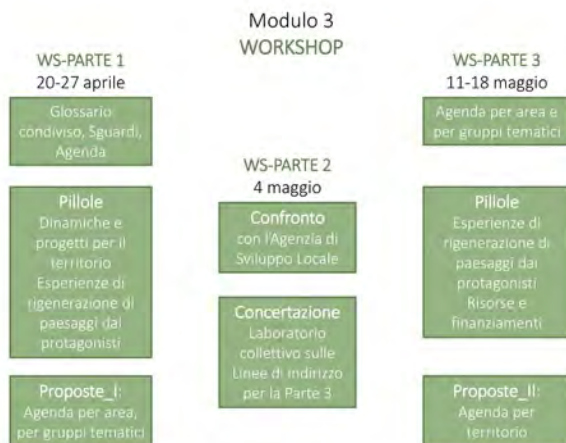 Modulo 3
WORKSHOP
WS-PARTE 1
20-27 aprile
Glossario
condiviso, Sguardi,
Agenda
Pillole
Dinamiche e
progetti per il
territorio
Esperienze di
rigenerazione di
paesaggi dai
protagonisti
Proposte_I:
Agenda per area,
per gruppi tematici
WS-PARTE 2
4 maggio
Confronto
con l'Agenzia di
Sviluppo Locale
Concertazione
Laboratorio
collettivo sulle
Linee di indirizzo
per la Parte 3
WS-PARTE 3
11-18 maggio
Agenda per area e
per gruppi tematici
Pillole
Esperienze di
rigenerazione di
paesaggi dai
protagonisti
Risorse e
finanziamenti
Proposte_II:
Agenda per
territorio